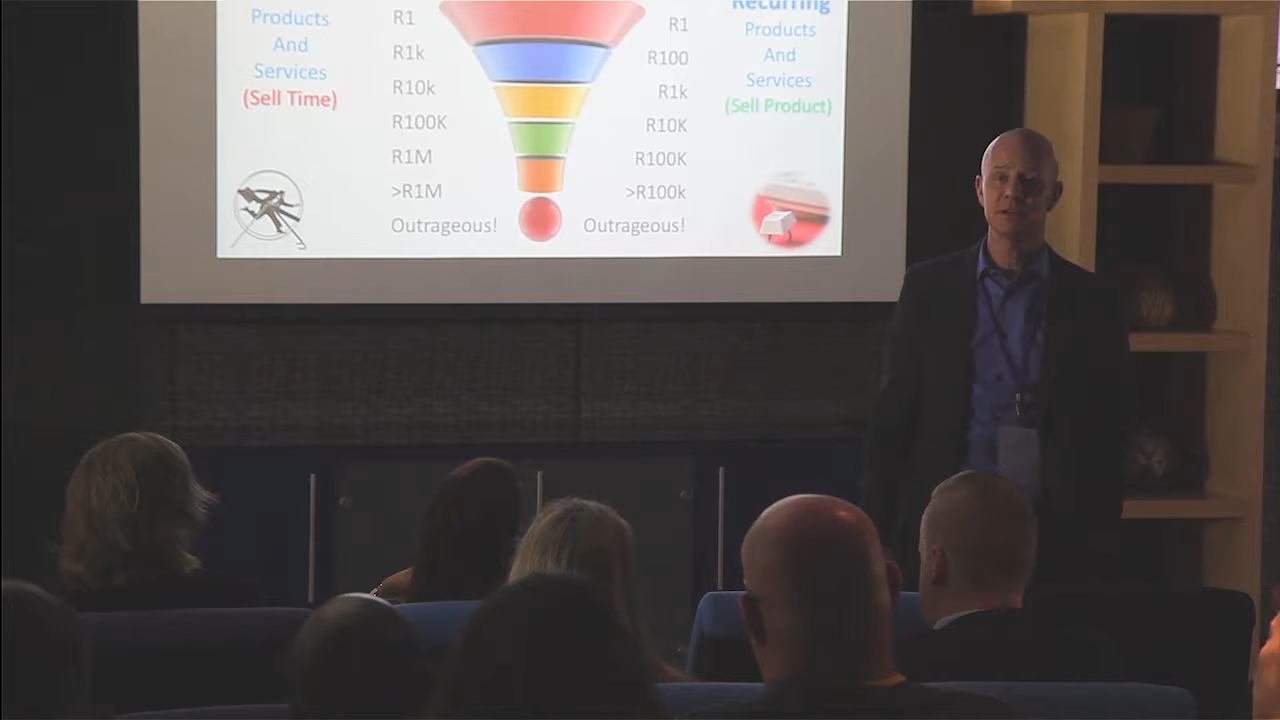 Products
And
Services
(Sell Time)
R1
R1k
R10k
R100K
R1M
>R1M
Outrageous!
R1
R100
R1k
R10K
R100K
>R100k
Outrageous!
Recurring
Products
And
Services
(Sell Product)